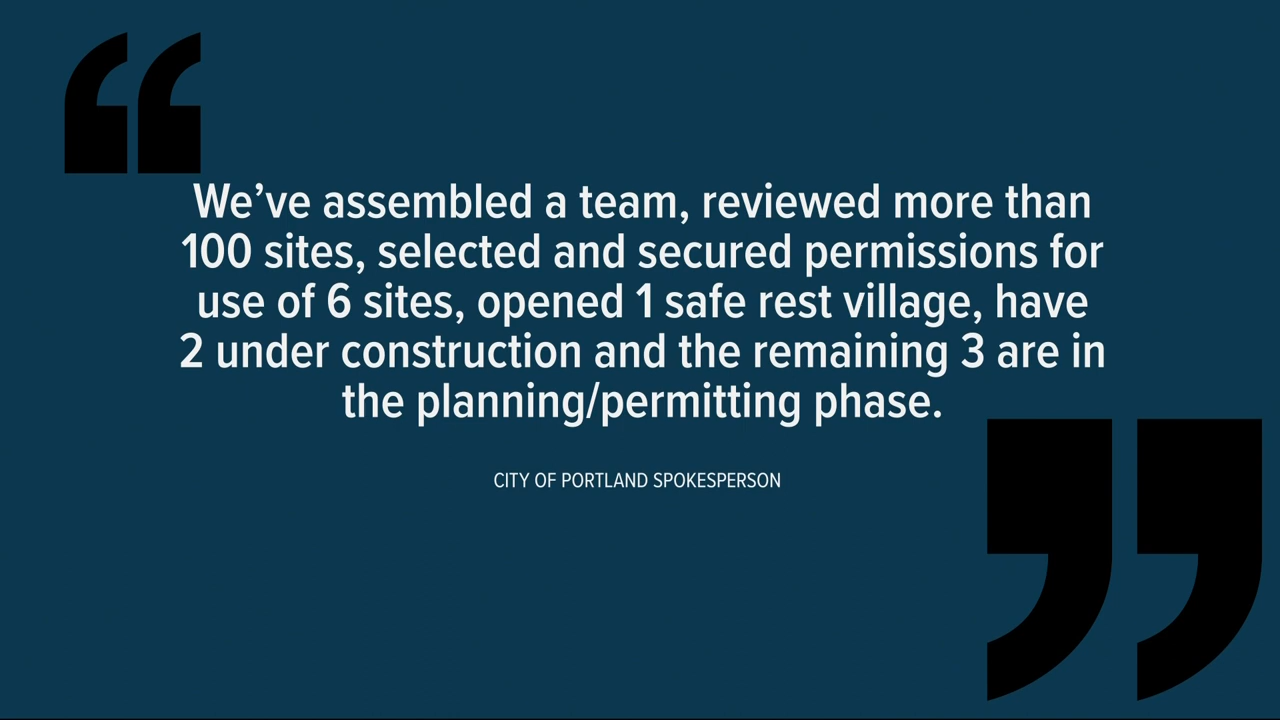 We’ve assembled a team, reviewed more than
100 sites, selected and secured permissions for
use of 6 sites, opened 1 safe rest village, have
2 under construction and the remaining 3 are in
the planning/permitting phase.
CITY OF PORTLAND SPOKESPERSON